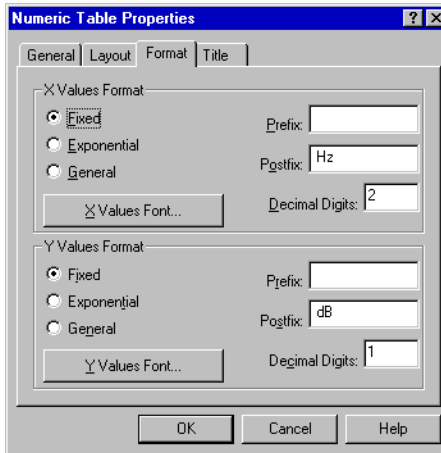 Numeric Table Properties
General Layout Format Title
X Values Format
Fixed
Exponential
General
X Values Font...
Prefix:
Postfix: Hz
Decimal Digits: 2
Y Values Format
Fixed
Exponential
General
Y Values Font...
Prefix:
Postfix: dB
Decimal Digits: 1
OK Cancel Help